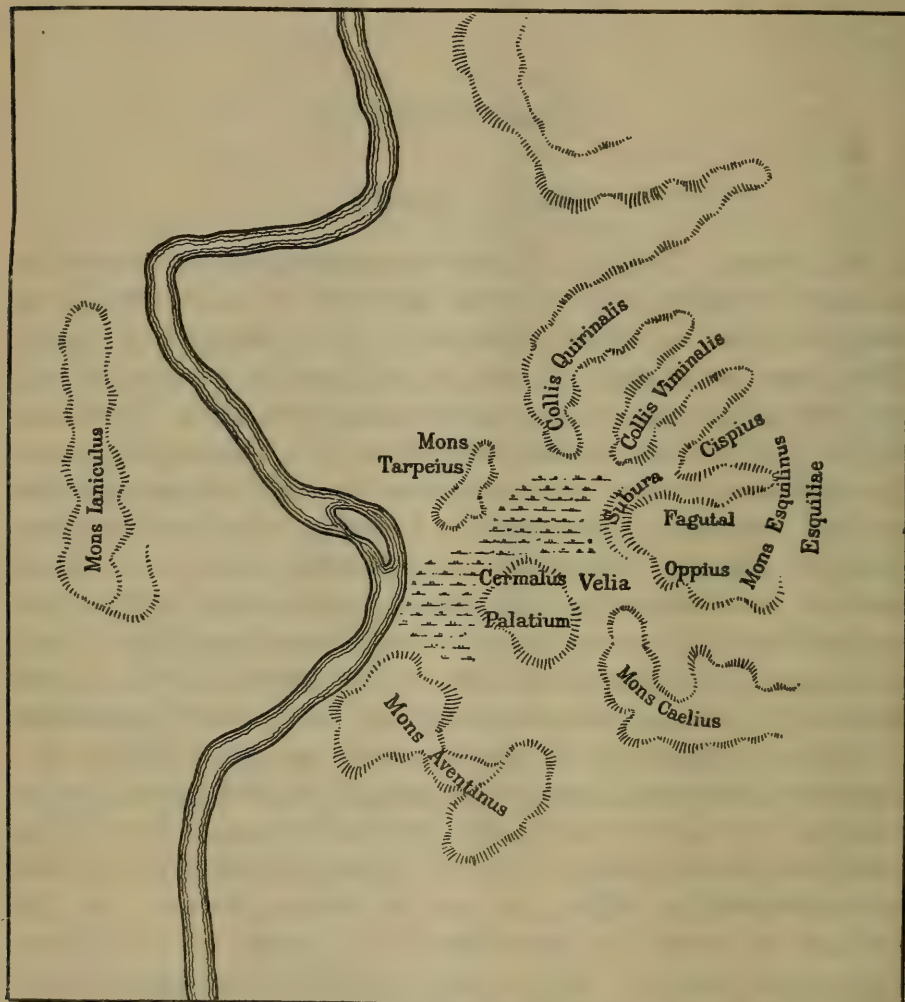 Collis Quirinalis
Collis Viminalis
Cispius
Mons
Tarpeius
Subura
Fagutal
Mons Esquilinus
Esquiliae
Mons Ianiculus
Oppius
Cermalus
Velia
Palatium
Mons Caelius
Mons Aventinus